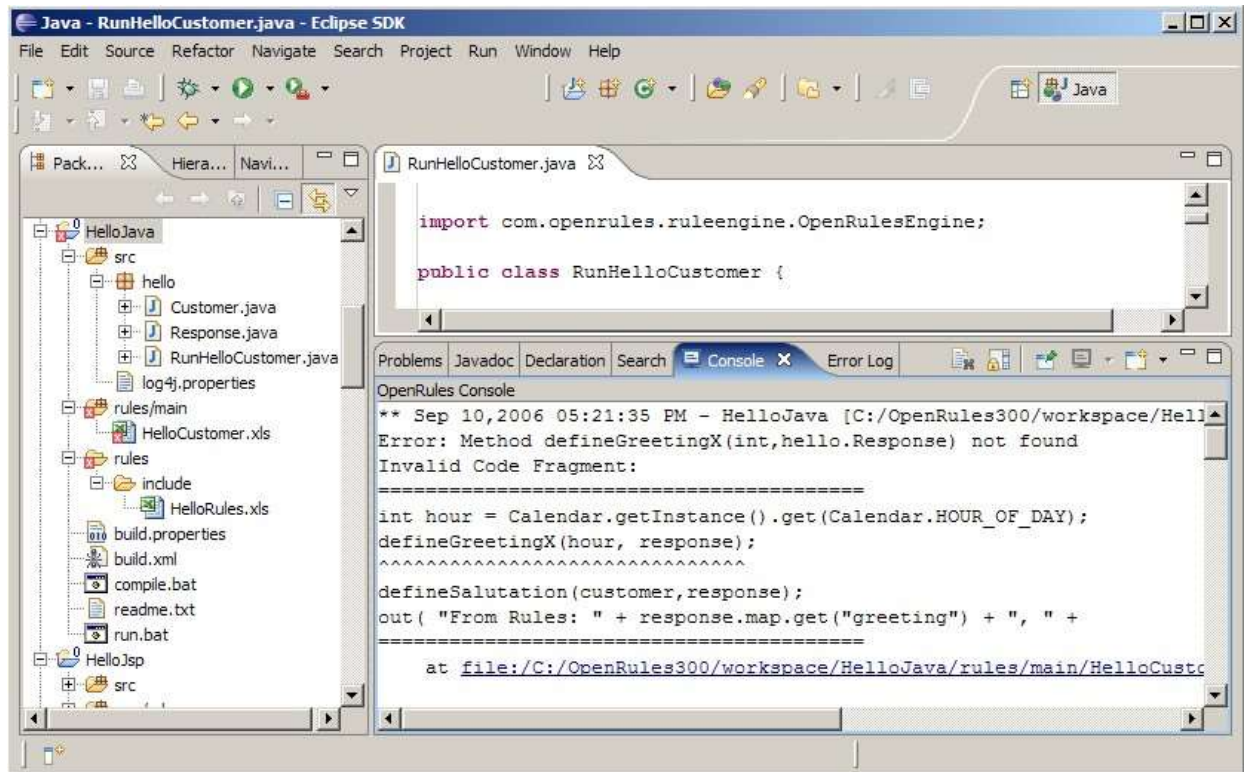 Java - RunHelloCustomer.java - Eclipse SDK
File Edit Source Refactor Navigate Search Project Run Window Help
Java
Pack... Hiera... Navi...
HelloJava
src
hello
Customer.java
Response.java
RunHelloCustomer.java
log4j.properties
rules/main
HelloCustomer.xls
rules
include
HelloRules.xls
build.properties
build.xml
compile.bat
readme.txt
run.bat
HelloJsp
src
RunHelloCustomer.java
import com.openrules.ruleengine.OpenRulesEngine;
public class RunHelloCustomer {
Problems Javadoc Declaration Search Console Error Log
OpenRules Console
** Sep 10,2006 05:21:35 PM - HelloJava [C:/OpenRules300/workspace/Hell
Error: Method defineGreetingX(int,hello.Response) not found
Invalid Code Fragment:
=========================================
int hour = Calendar.getInstance().get(Calendar.HOUR_OF_DAY);
defineGreetingX(hour, response);
^^^^^^^^^^^^^^^^^^^^^^^^^^^^^^^
defineSalutation(customer,response);
out( "From Rules: " + response.map.get("greeting") + ", " +
=========================================
at file:/C:/OpenRules300/workspace/HelloJava/rules/main/HelloCusto